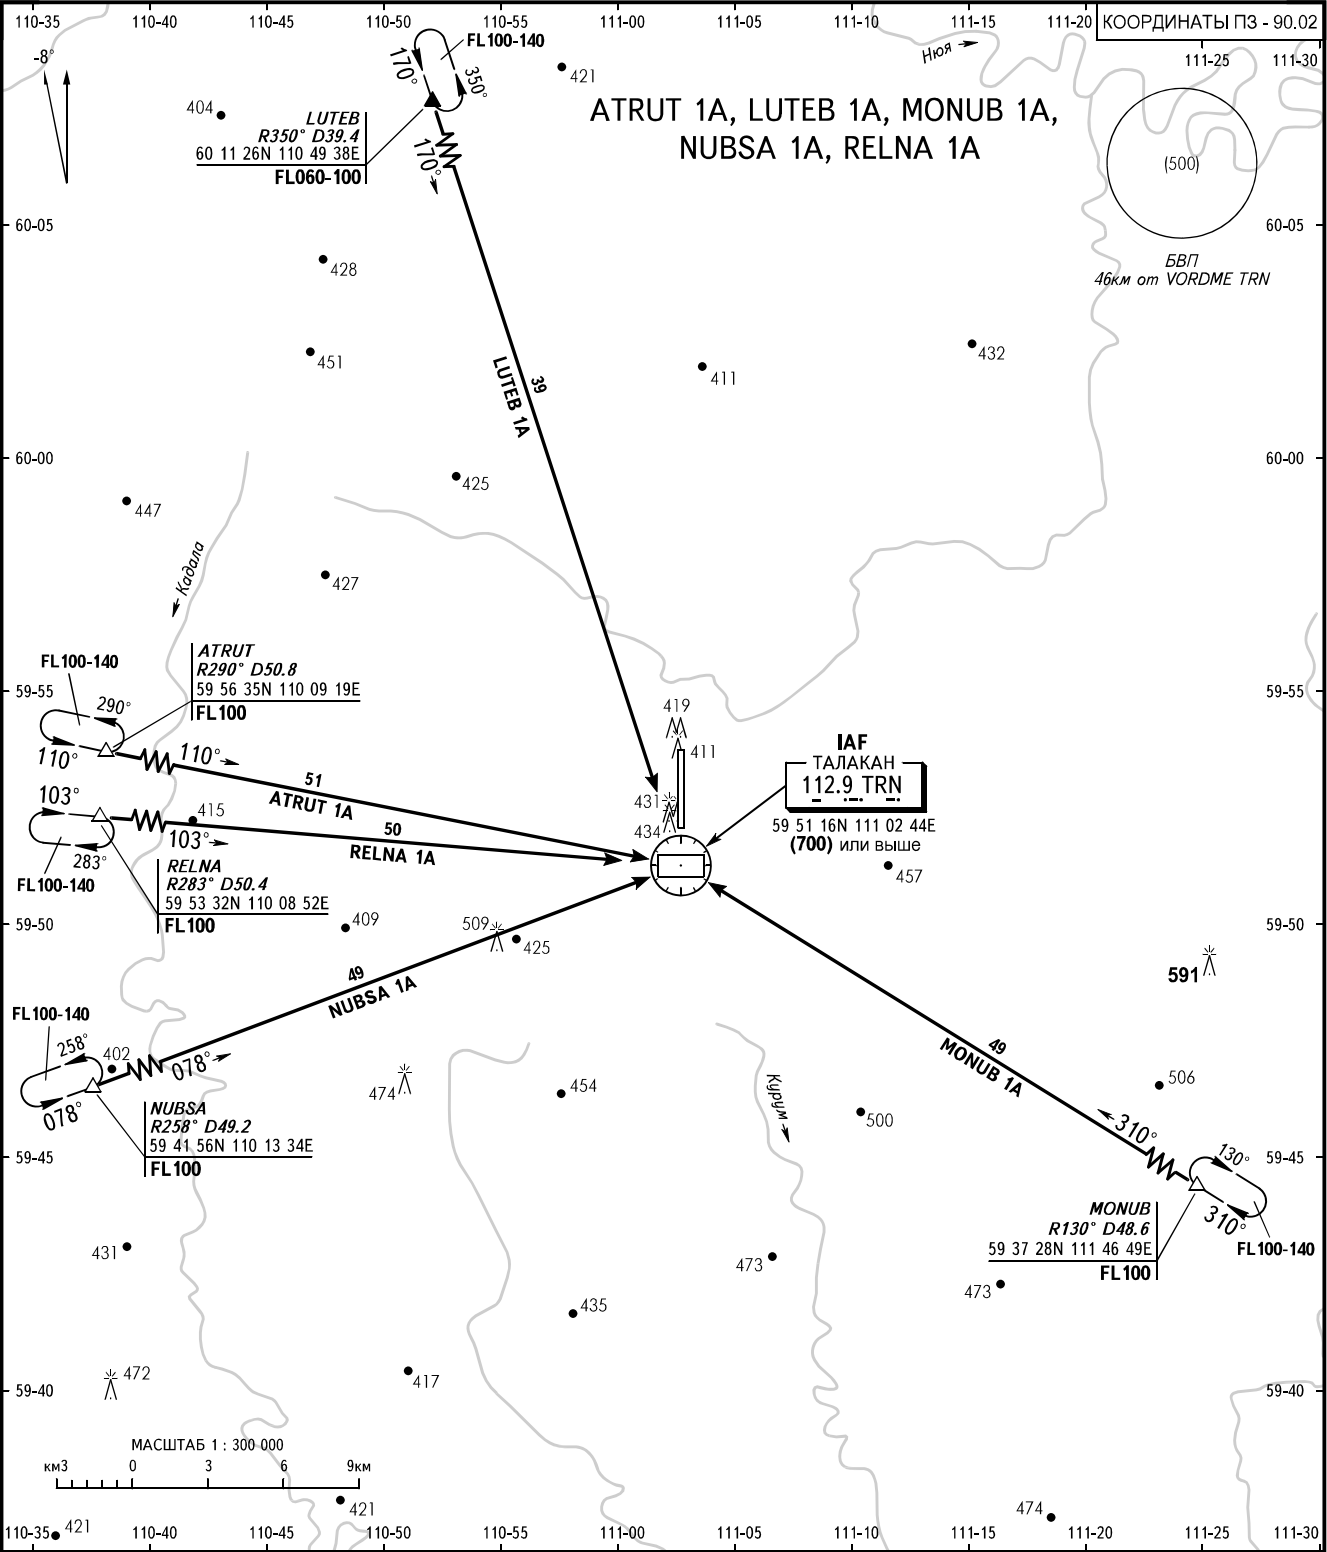 110-35 110-40 110-45 110-50 110-55 111-00 111-05 111-10 111-15 111-20
КООРДИНАТЫ ПЗ - 90.02
111-25 111-30
-8°
Нюя
FL100-140
170°
350°
421
404
ATRUT 1A, LUTEB 1A, MONUB 1A,
NUBSA 1A, RELNA 1A
LUTEB
R350° D39.4
60 11 26N 110 49 38E
FL060-100
170°
(500)
БВП
46км от VORDME TRN
60-05
60-05
428
451
432
411
39
LUTEB 1A
60-00
60-00
425
447
Кадала
427
ATRUT
R290° D50.8
59 56 35N 110 09 19E
FL100
FL100-140
59-55
59-55
290°
110°
110°
51
ATRUT 1A
419
411
431
434
IAF
ТАЛАКАН
112.9 TRN
59 51 16N 111 02 44E
(700) или выше
457
103°
415
103°
50
RELNA 1A
283°
FL100-140
RELNA
R283° D50.4
59 53 32N 110 08 52E
FL100
59-50
59-50
409
509
425
591
49
NUBSA 1A
49
MONUB 1A
FL100-140
258°
402
078°
078°
474
454
Курум
500
506
NUBSA
R258° D49.2
59 41 56N 110 13 34E
FL100
59-45
59-45
310°
130°
310°
FL100-140
MONUB
R130° D48.6
59 37 28N 111 46 49E
FL100
431
473
473
435
472
417
59-40
59-40
МАСШТАБ 1 : 300 000
км3 0 3 6 9км
421
421
474
110-35 110-40 110-45 110-50 110-55 111-00 111-05 111-10 111-15 111-20 111-25 111-30